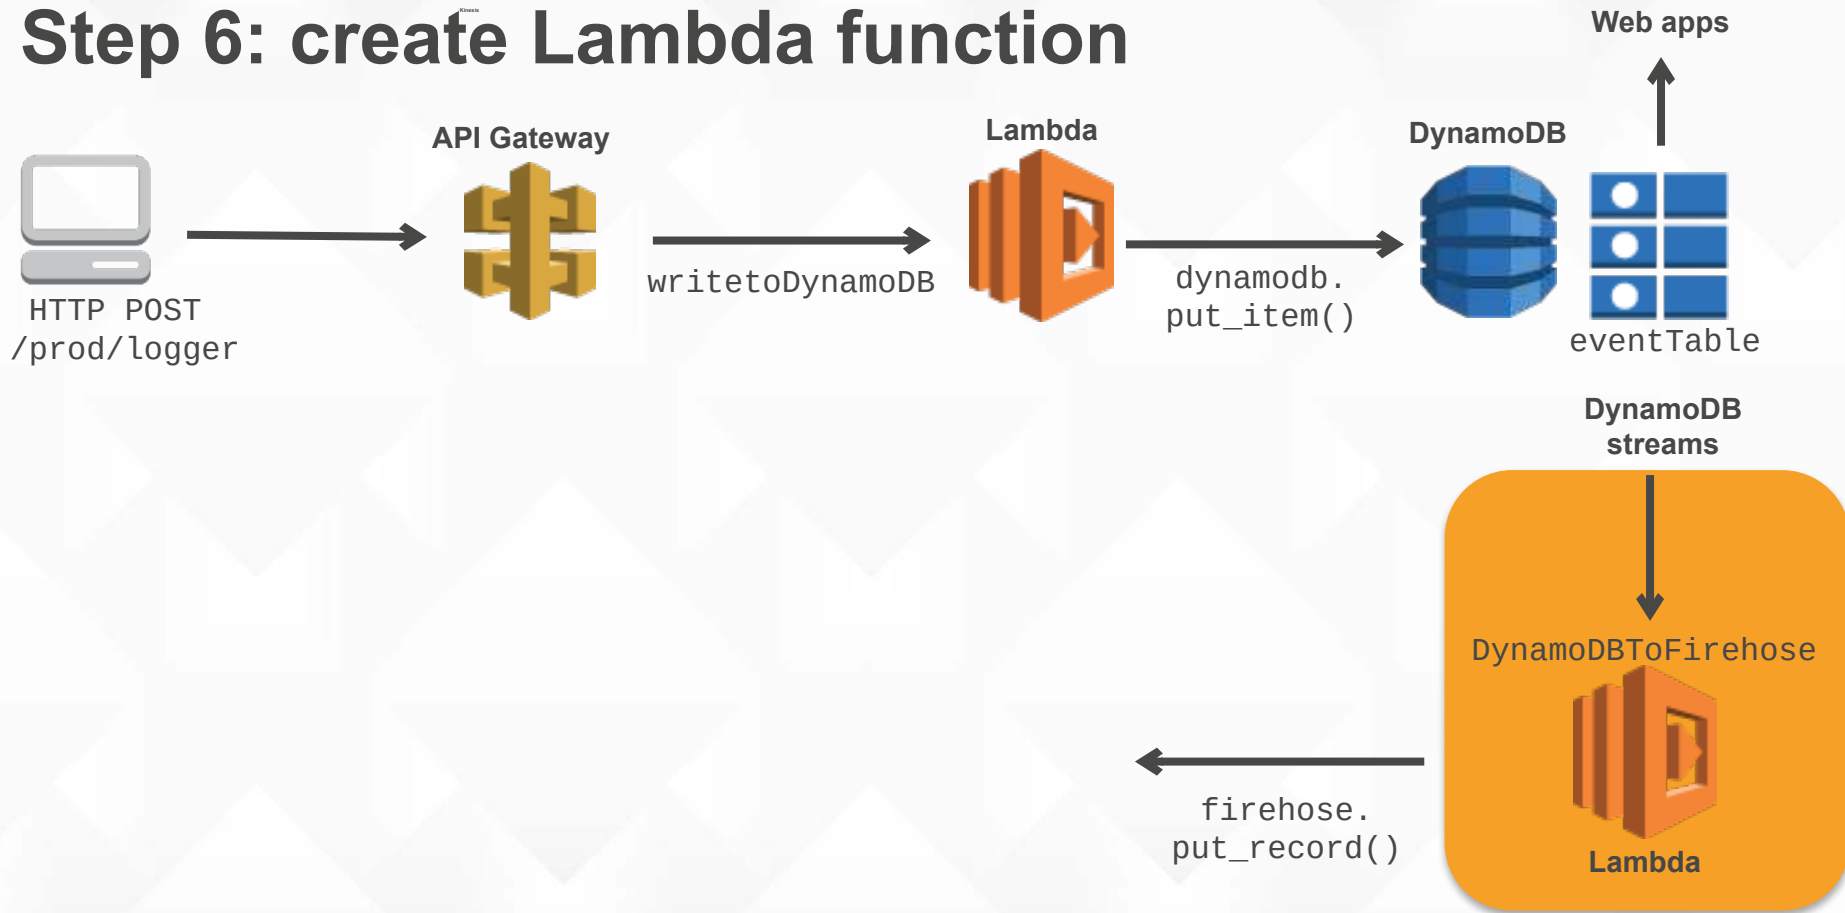 Kinesis
Step 6: create Lambda function
Web apps
API Gateway
Lambda
DynamoDB
HTTP POST
/prod/logger
writetoDynamoDB
dynamodb.
put_item()
eventTable
DynamoDB
streams
DynamoDBToFirehose
firehose.
put_record()
Lambda